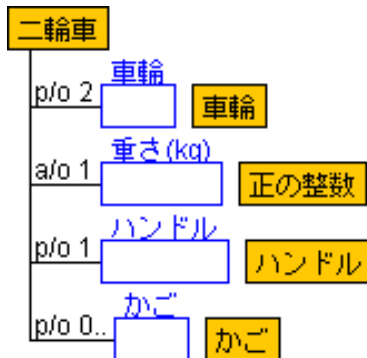 二輪車
車輪
p/o 2 車輪
重さ(kg)
a/o 1 正の整数
ハンドル
p/o 1 ハンドル
かご
p/o 0.. かご